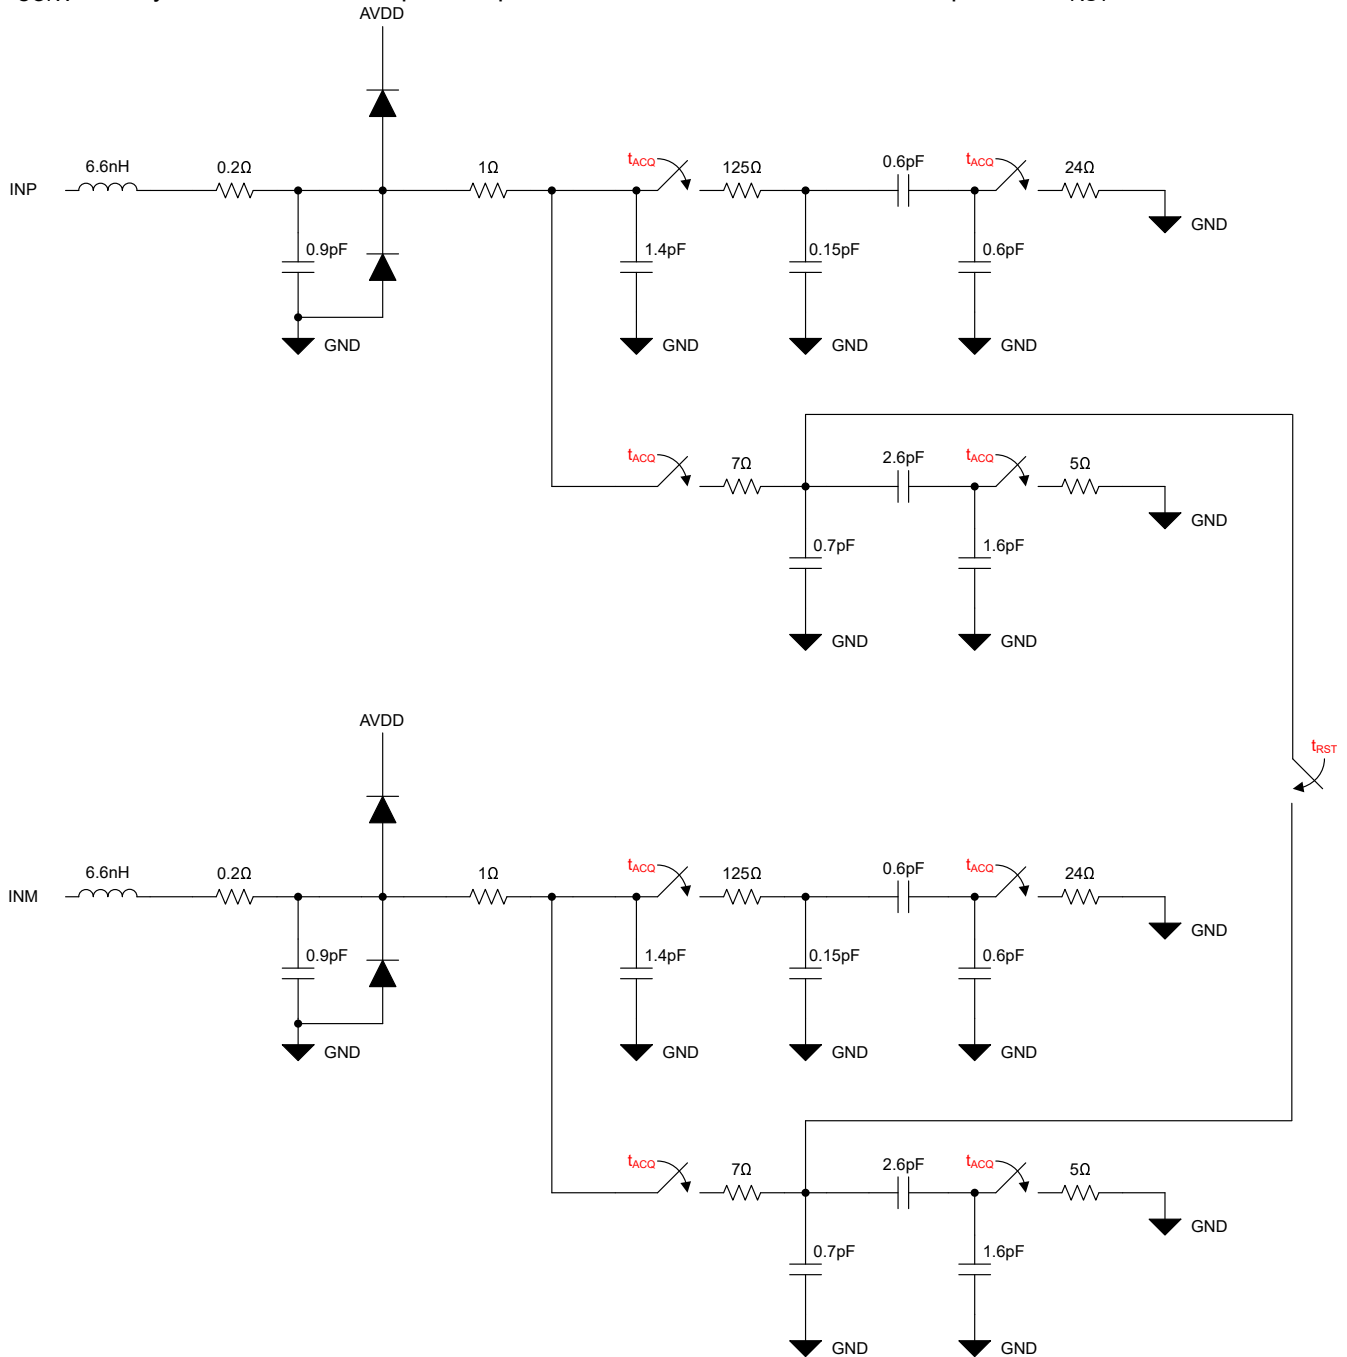 AVDD
6.6nH 0.2Ω 1Ω tACQ 125Ω 0.6pF tACQ 24Ω
INP
GND
0.9pF 1.4pF 0.15pF 0.6pF
GND GND GND GND
tACQ 7Ω 2.6pF tACQ 5Ω
GND
0.7pF 1.6pF
GND GND
AVDD
tRST
6.6nH 0.2Ω 1Ω tACQ 125Ω 0.6pF tACQ 24Ω
INM
GND
0.9pF 1.4pF 0.15pF 0.6pF
GND GND GND GND
tACQ 7Ω 2.6pF tACQ 5Ω
GND
0.7pF 1.6pF
GND GND